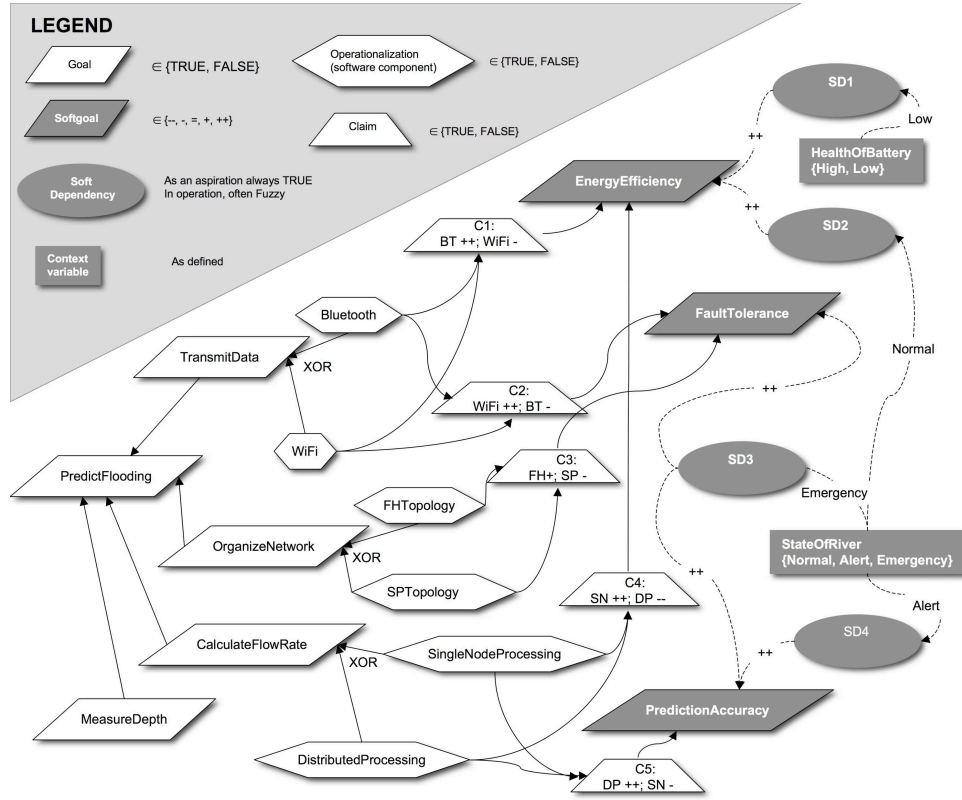 LEGEND
Goal
∈ {TRUE, FALSE}
Operationalization
(software component)
∈ {TRUE, FALSE}
Softgoal
∈ {--, -, =, +, ++}
Claim
∈ {TRUE, FALSE}
Soft
Dependency
As an aspiration always TRUE
In operation, often Fuzzy
Context
variable
As defined
SD1
Low
++
HealthOfBattery
{High, Low}
EnergyEfficiency
++
SD2
C1:
BT ++; WiFi -
Bluetooth
FaultTolerance
TransmitData
XOR
Normal
C2:
WiFi ++; BT -
++
WiFi
PredictFlooding
C3:
FH+; SP -
SD3
Emergency
FHTopology
OrganizeNetwork
XOR
StateOfRiver
{Normal, Alert, Emergency}
SPTopology
++
C4:
SN ++; DP --
Alert
CalculateFlowRate
XOR
SingleNodeProcessing
++
SD4
MeasureDepth
PredictionAccuracy
DistributedProcessing
C5:
DP ++; SN -